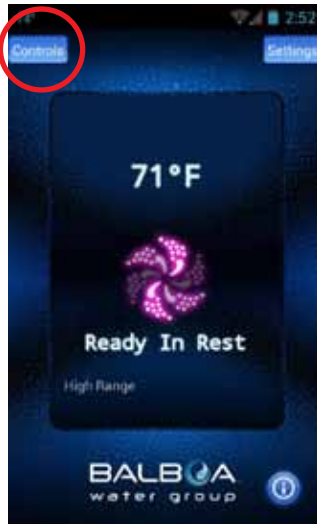 2:52
Controls
Settings
71°F
Ready In Rest
High Range
BALBOA
water group
i